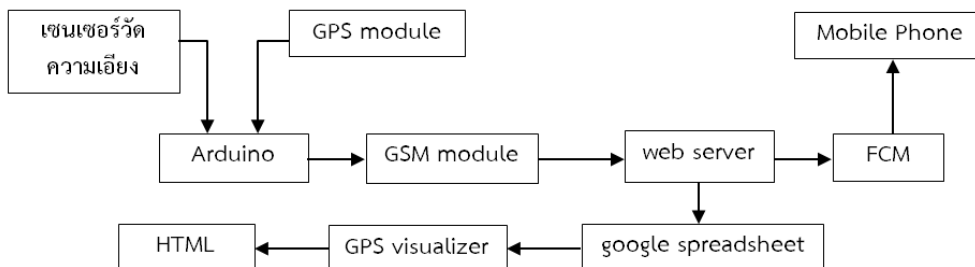 เซนเซอร์วัด
ความเอียง
GPS module
Mobile Phone
Arduino
GSM module
web server
FCM
HTML
GPS visualizer
google spreadsheet